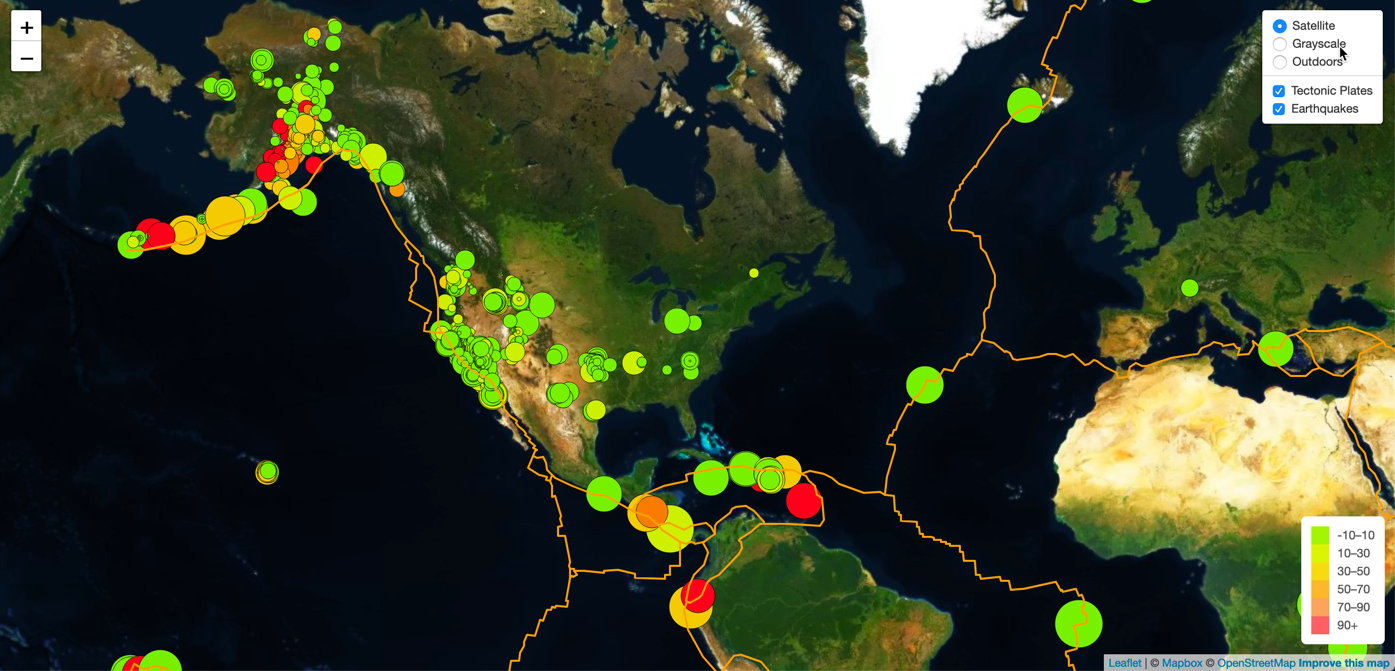 +
−
Satellite
Grayscale
Outdoors
Tectonic Plates
Earthquakes
-10–10
10–30
30–50
50–70
70–90
90+
Leaflet | © Mapbox © OpenStreetMap Improve this map